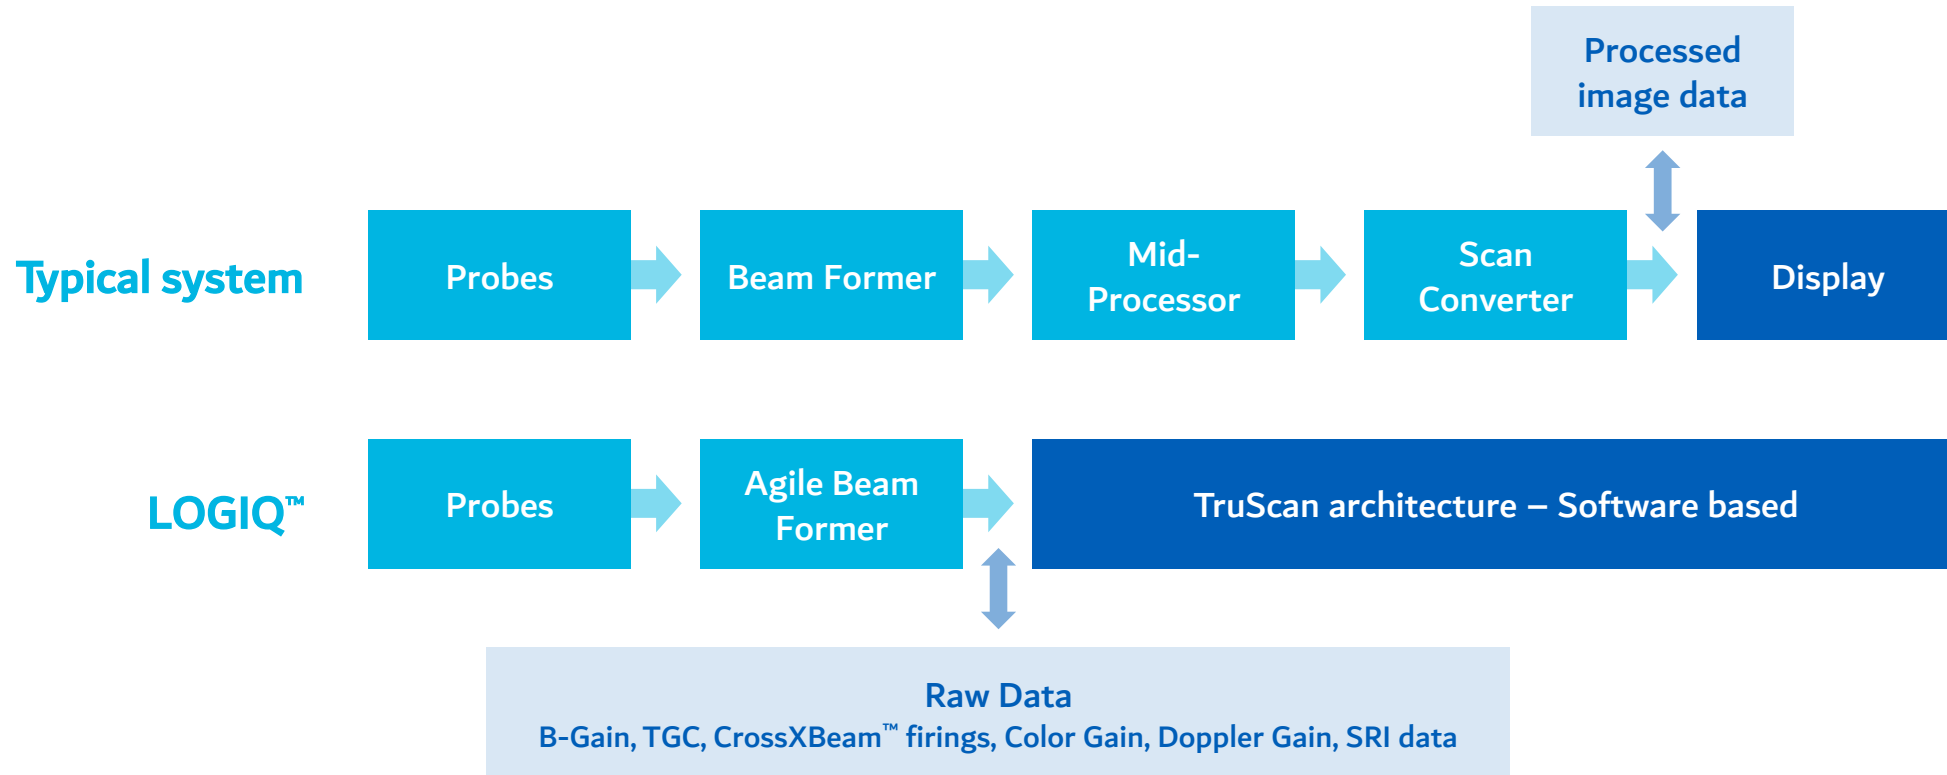 Processed
image data
Typical system
Probes
Beam Former
Mid-
Processor
Scan
Converter
Display
LOGIQ™
Probes
Agile Beam
Former
TruScan architecture – Software based
Raw Data
B-Gain, TGC, CrossXBeam™ firings, Color Gain, Doppler Gain, SRI data